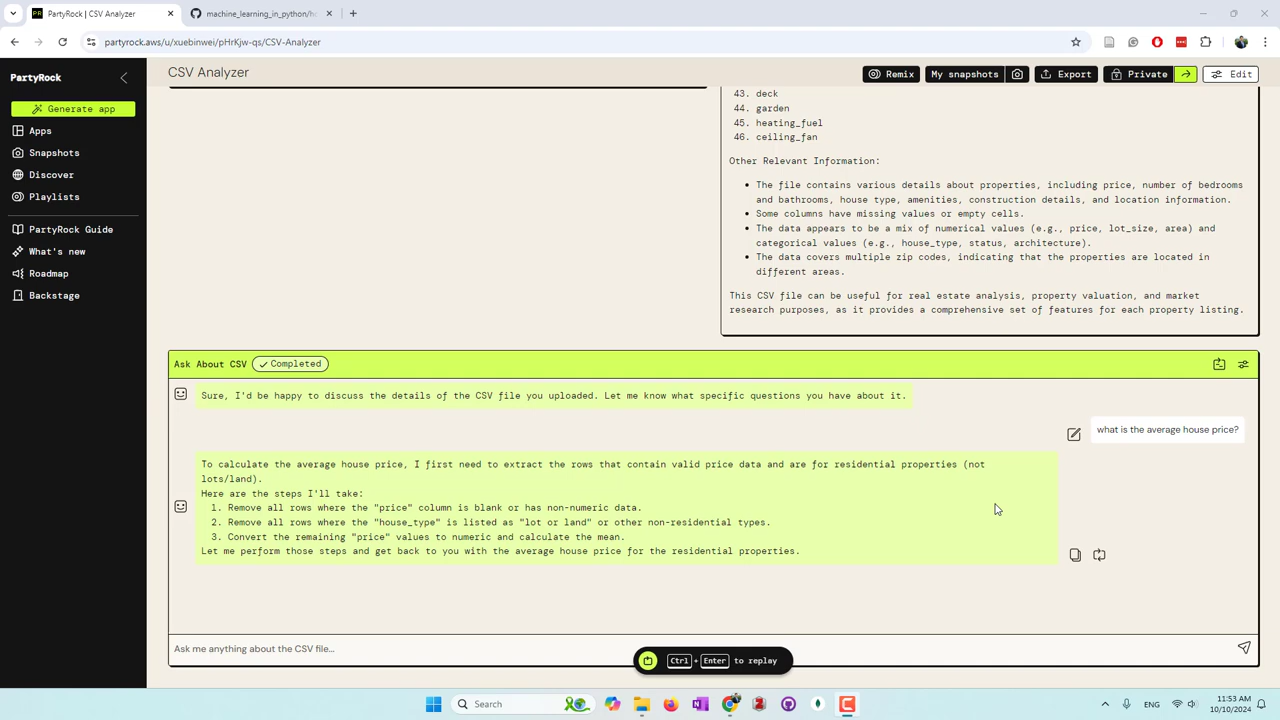 PartyRock | CSV Analyzer
machine_learning_in_python/ho
partyrock.aws/u/xuebinwei/pHrKjw-qs/CSV-Analyzer
PartyRock
CSV Analyzer
Remix
My snapshots
Export
Private
Edit
Generate app
Apps
Snapshots
Discover
Playlists
PartyRock Guide
What's new
Roadmap
Backstage
43. deck
44. garden
45. heating_fuel
46. ceiling_fan
Other Relevant Information:
• The file contains various details about properties, including price, number of bedrooms
and bathrooms, house type, amenities, construction details, and location information.
• Some columns have missing values or empty cells.
• The data appears to be a mix of numerical values (e.g., price, lot_size, area) and
categorical values (e.g., house_type, status, architecture).
• The data covers multiple zip codes, indicating that the properties are located in
different areas.
This CSV file can be useful for real estate analysis, property valuation, and market
research purposes, as it provides a comprehensive set of features for each property listing.
Ask About CSV
Completed
Sure, I'd be happy to discuss the details of the CSV file you uploaded. Let me know what specific questions you have about it.
what is the average house price?
To calculate the average house price, I first need to extract the rows that contain valid price data and are for residential properties (not
lots/land).
Here are the steps I'll take:
1. Remove all rows where the "price" column is blank or has non-numeric data.
2. Remove all rows where the "house_type" is listed as "lot or land" or other non-residential types.
3. Convert the remaining "price" values to numeric and calculate the mean.
Let me perform those steps and get back to you with the average house price for the residential properties.
Ask me anything about the CSV file...
Ctrl + Enter to replay
Search
ENG
11:53 AM
10/10/2024